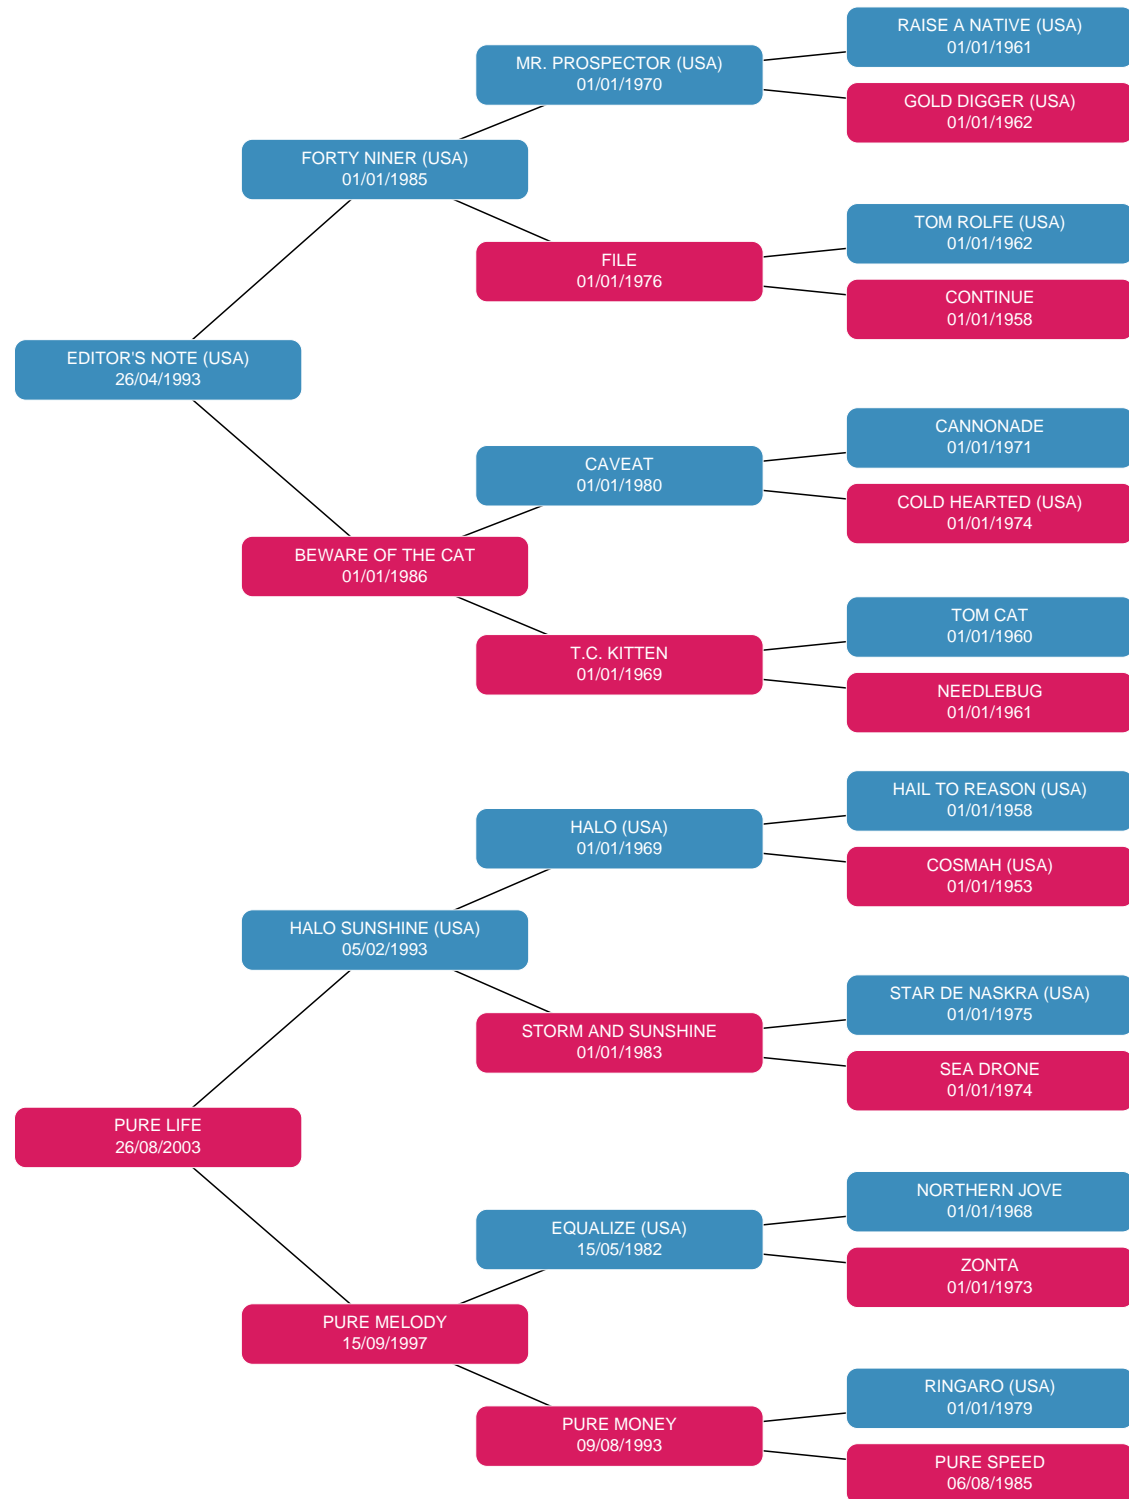 RAISE A NATIVE (USA)
01/01/1961
MR. PROSPECTOR (USA)
01/01/1970
GOLD DIGGER (USA)
01/01/1962
FORTY NINER (USA)
01/01/1985
TOM ROLFE (USA)
01/01/1962
FILE
01/01/1976
CONTINUE
01/01/1958
EDITOR'S NOTE (USA)
26/04/1993
CANNONADE
01/01/1971
CAVEAT
01/01/1980
COLD HEARTED (USA)
01/01/1974
BEWARE OF THE CAT
01/01/1986
TOM CAT
01/01/1960
T.C. KITTEN
01/01/1969
NEEDLEBUG
01/01/1961
HAIL TO REASON (USA)
01/01/1958
HALO (USA)
01/01/1969
COSMAH (USA)
01/01/1953
HALO SUNSHINE (USA)
05/02/1993
STAR DE NASKRA (USA)
01/01/1975
STORM AND SUNSHINE
01/01/1983
SEA DRONE
01/01/1974
PURE LIFE
26/08/2003
NORTHERN JOVE
01/01/1968
EQUALIZE (USA)
15/05/1982
ZONTA
01/01/1973
PURE MELODY
15/09/1997
RINGARO (USA)
01/01/1979
PURE MONEY
09/08/1993
PURE SPEED
06/08/1985